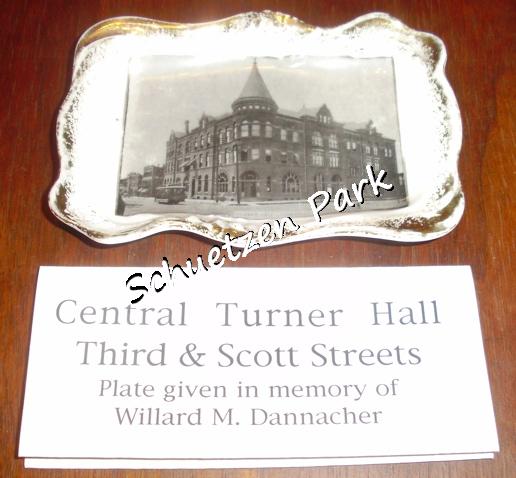 Schuetzen Park
Central Turner Hall
Third & Scott Streets
Plate given in memory of
Willard M. Dannacher